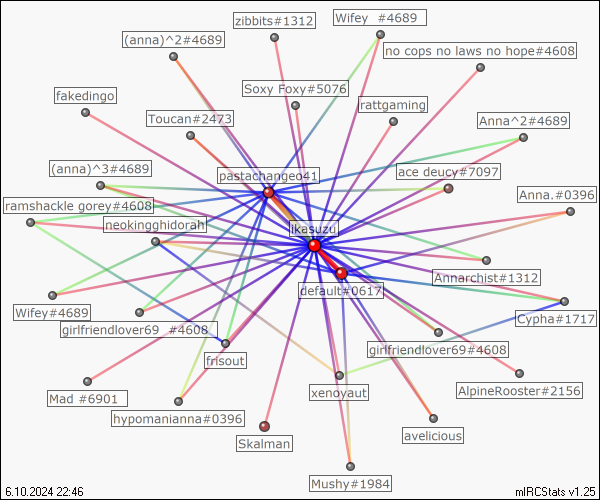 zibbits#1312
Wifey #4689
(anna)^2#4689
no cops no laws no hope#4608
Soxy Foxy#5076
fakedingo
rattgaming
Toucan#2473
Anna^2#4689
(anna)^3#4689
pastachangeo41
ace deucy#7097
Anna.#0396
ramshackle gorey#4608
neokingghidorah
ikasuzu
Annarchist#1312
default#0617
Wifey#4689
Cypha#1717
girlfriendlover69 #4608
girlfriendlover69#4608
frisout
Mad #6901
xenoyaut
AlpineRooster#2156
hypomanianna#0396
avelicious
Skalman
Mushy#1984
6.10.2024 22:46
mIRCStats v1.25